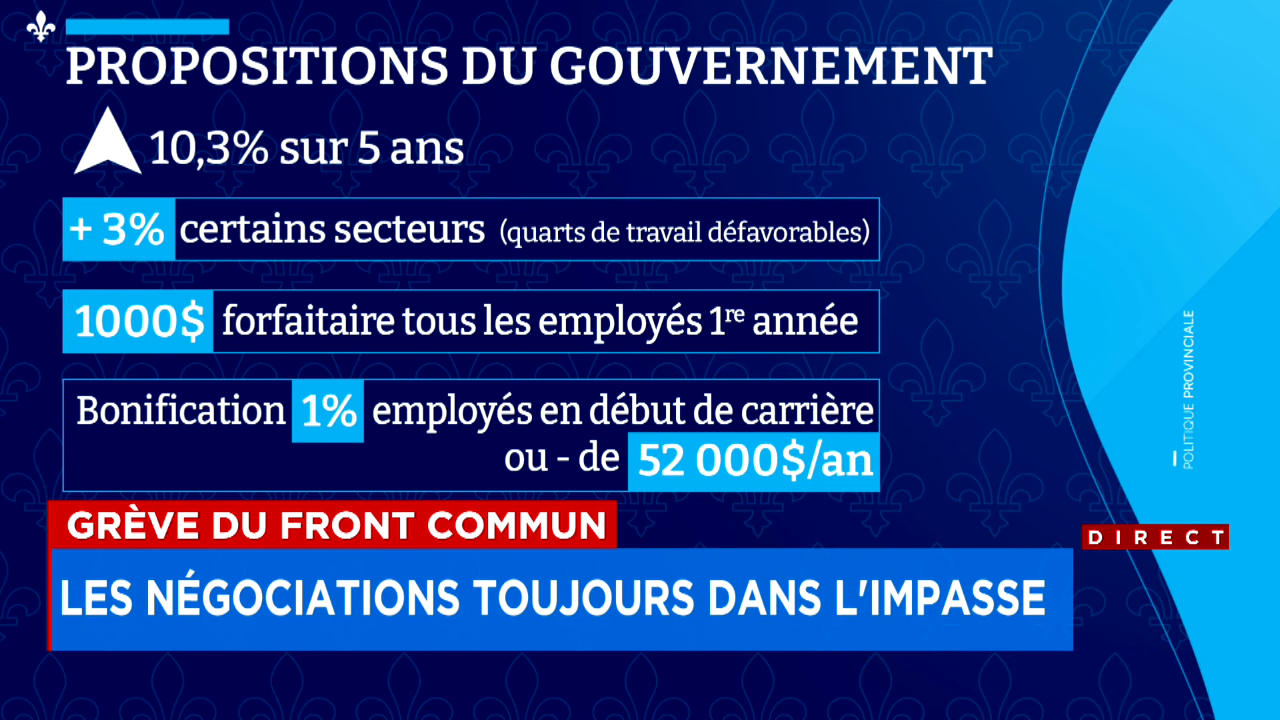 PROPOSITIONS DU GOUVERNEMENT
10,3% sur 5 ans
+ 3% certains secteurs (quarts de travail défavorables)
1000$ forfaitaire tous les employés 1re année
Bonification 1% employés en début de carrière
ou - de 52 000$/an
GRÈVE DU FRONT COMMUN
LES NÉGOCIATIONS TOUJOURS DANS L'IMPASSE
POLITIQUE PROVINCIALE
DIRECT